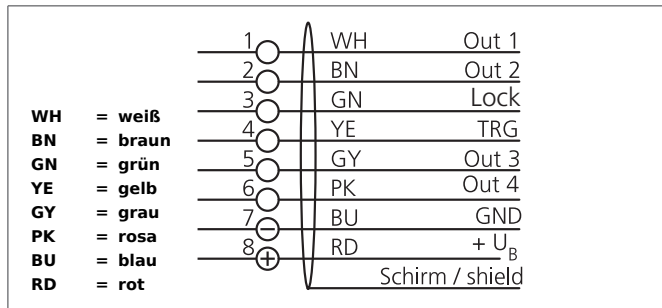 1 WH Out 1
2 BN Out 2
3 GN Lock
4 YE TRG
5 GY Out 3
6 PK Out 4
7 BU GND
8 RD + U_B
Schirm / shield
WH = weiß
BN = braun
GN = grün
YE = gelb
GY = grau
PK = rosa
BU = blau
RD = rot